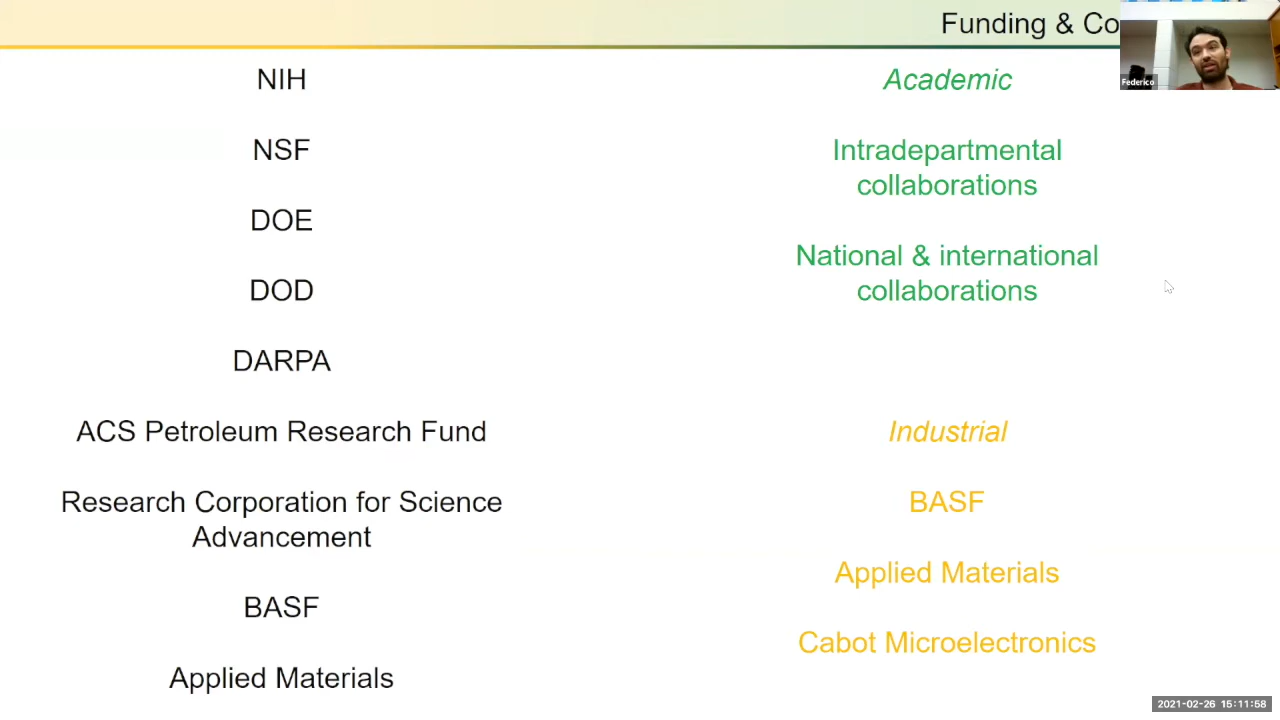 Funding & Co
Federico
NIH
NSF
DOE
DOD
DARPA
ACS Petroleum Research Fund
Research Corporation for Science
Advancement
BASF
Applied Materials
Academic
Intradepartmental
collaborations
National & international
collaborations
Industrial
BASF
Applied Materials
Cabot Microelectronics
2021-02-26 15:11:58